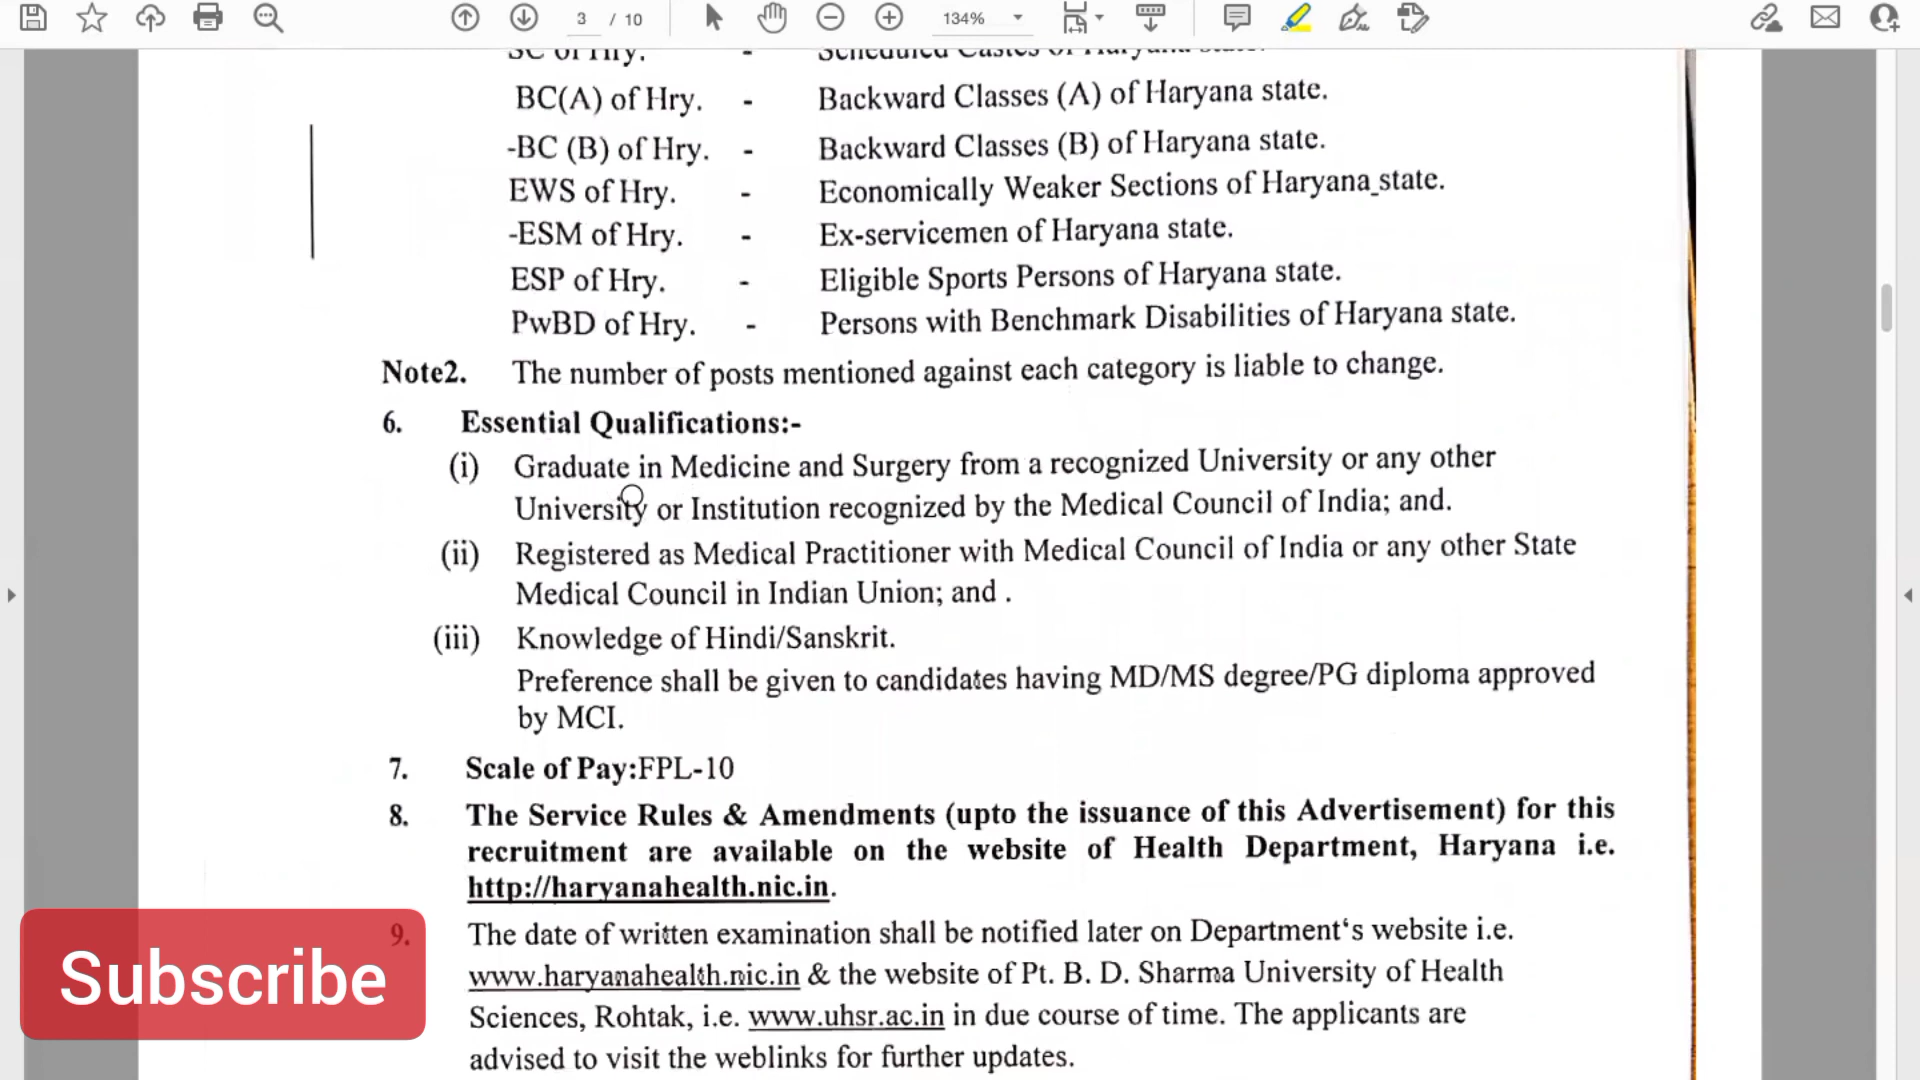 3 / 10
134%
SC of Hry. - Scheduled Castes of Haryana state.
BC(A) of Hry. - Backward Classes (A) of Haryana state.
-BC (B) of Hry. - Backward Classes (B) of Haryana state.
EWS of Hry. - Economically Weaker Sections of Haryana state.
-ESM of Hry. - Ex-servicemen of Haryana state.
ESP of Hry. - Eligible Sports Persons of Haryana state.
PwBD of Hry. - Persons with Benchmark Disabilities of Haryana state.
Note2. The number of posts mentioned against each category is liable to change.
6. Essential Qualifications:-
(i) Graduate in Medicine and Surgery from a recognized University or any other
University or Institution recognized by the Medical Council of India; and.
(ii) Registered as Medical Practitioner with Medical Council of India or any other State
Medical Council in Indian Union; and .
(iii) Knowledge of Hindi/Sanskrit.
Preference shall be given to candidates having MD/MS degree/PG diploma approved
by MCI.
7. Scale of Pay:FPL-10
8. The Service Rules & Amendments (upto the issuance of this Advertisement) for this
recruitment are available on the website of Health Department, Haryana i.e.
http://haryanahealth.nic.in.
9. The date of written examination shall be notified later on Department's website i.e.
www.haryanahealth.nic.in & the website of Pt. B. D. Sharma University of Health
Sciences, Rohtak, i.e. www.uhsr.ac.in in due course of time. The applicants are
advised to visit the weblinks for further updates.
Subscribe